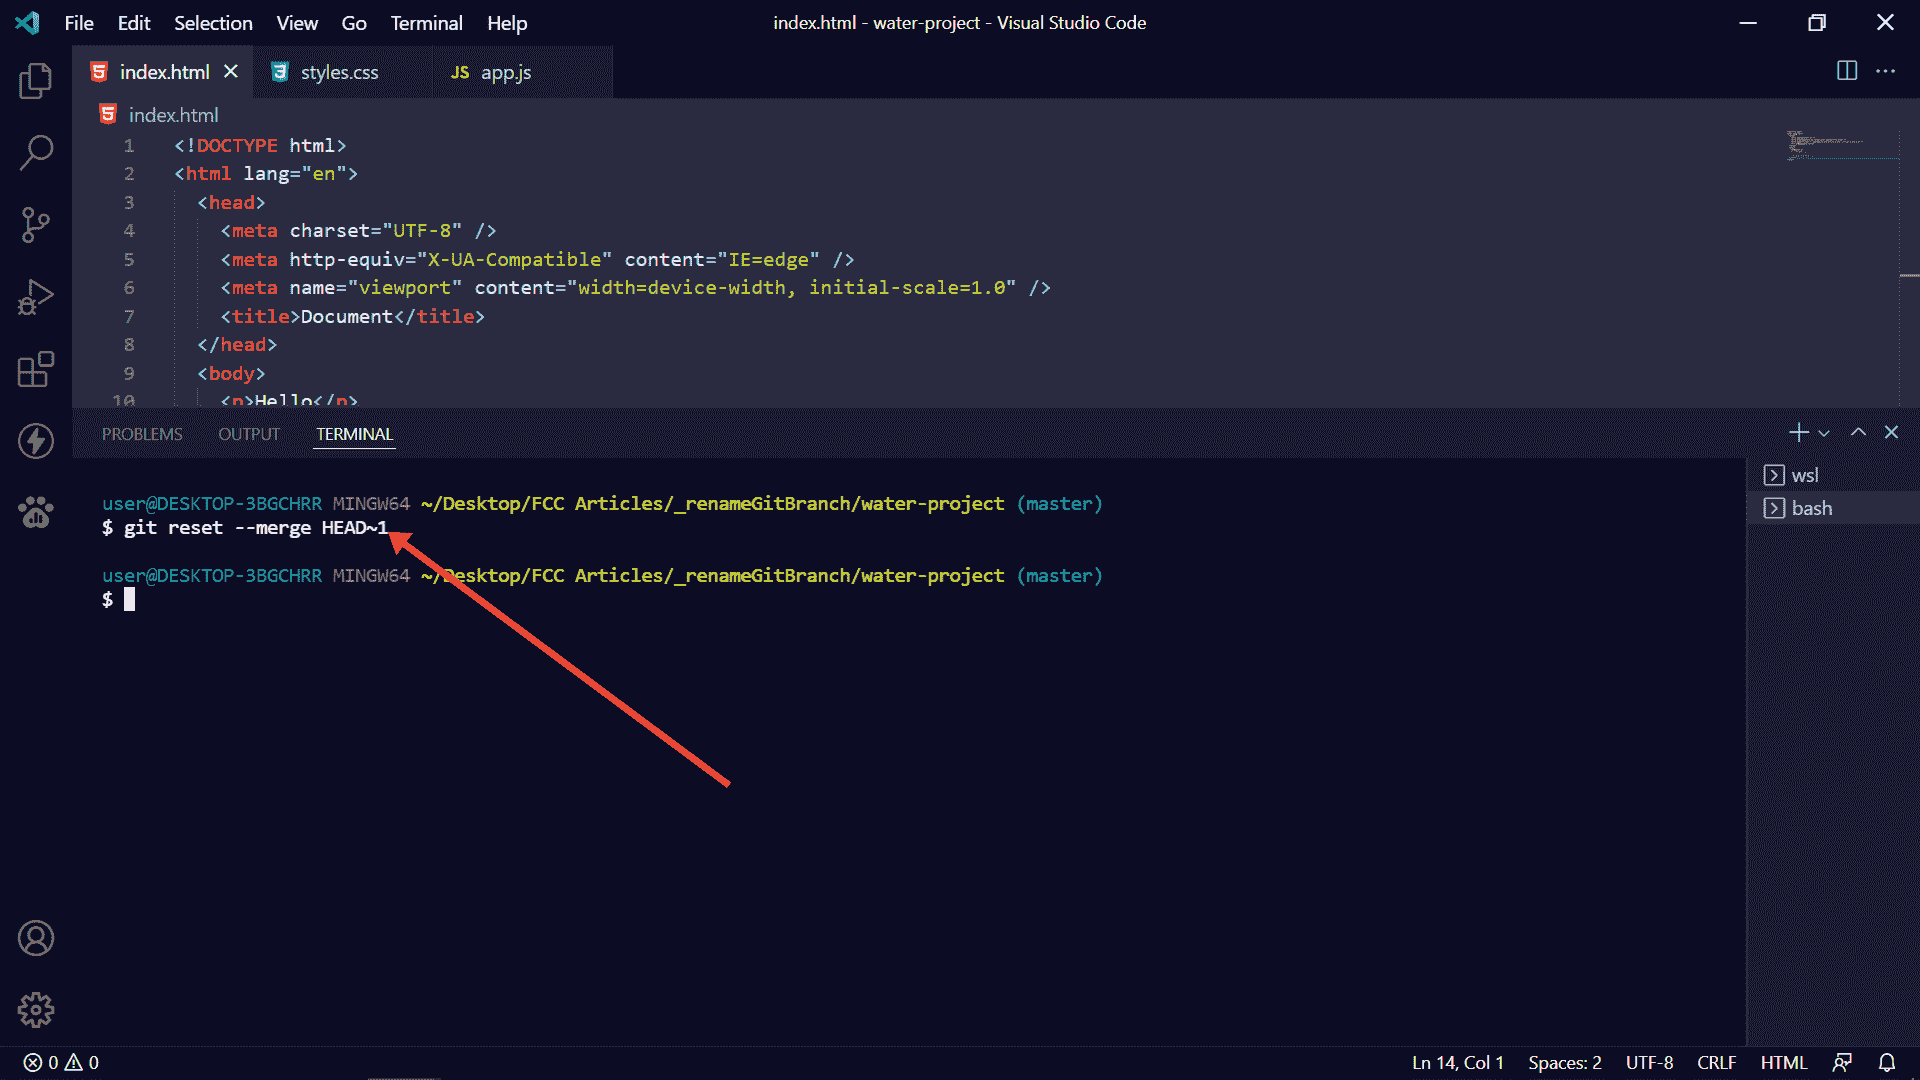 File Edit Selection View Go Terminal Help index.html - water-project - Visual Studio Code
index.html styles.css JS app.js
index.html
1 <!DOCTYPE html>
2 <html lang="en">
3 <head>
4 <meta charset="UTF-8" />
5 <meta http-equiv="X-UA-Compatible" content="IE=edge" />
6 <meta name="viewport" content="width=device-width, initial-scale=1.0" />
7 <title>Document</title>
8 </head>
9 <body>
10 <p>Hello</p>
PROBLEMS OUTPUT TERMINAL
wsl
bash
user@DESKTOP-3BGCHRR MINGW64 ~/Desktop/FCC Articles/_renameGitBranch/water-project (master)
$ git reset --merge HEAD~1
user@DESKTOP-3BGCHRR MINGW64 ~/Desktop/FCC Articles/_renameGitBranch/water-project (master)
$
0 0 Ln 14, Col 1 Spaces: 2 UTF-8 CRLF HTML